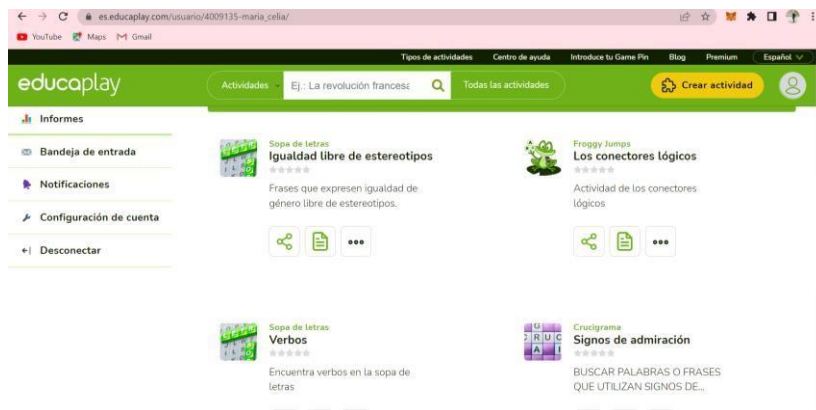 es.educaplay.com/usuario/4009135-maria_celia/
YouTube Maps Gmail
Tipos de actividades Centro de ayuda Introduce tu Game Pin Blog Premium Español
educaplay Actividades Ej.: La revolución francesa Todas las actividades Crear actividad
Informes
Bandeja de entrada
Notificaciones
Configuración de cuenta
Desconectar
Sopa de letras
Igualdad libre de estereotipos
Frases que expresen igualdad de
género libre de estereotipos.
Froggy Jumps
Los conectores lógicos
Actividad de los conectores
lógicos
Sopa de letras
Verbos
Encuentra verbos en la sopa de
letras
Crucigrama
Signos de admiración
BUSCAR PALABRAS O FRASES
QUE UTILIZAN SIGNOS DE...